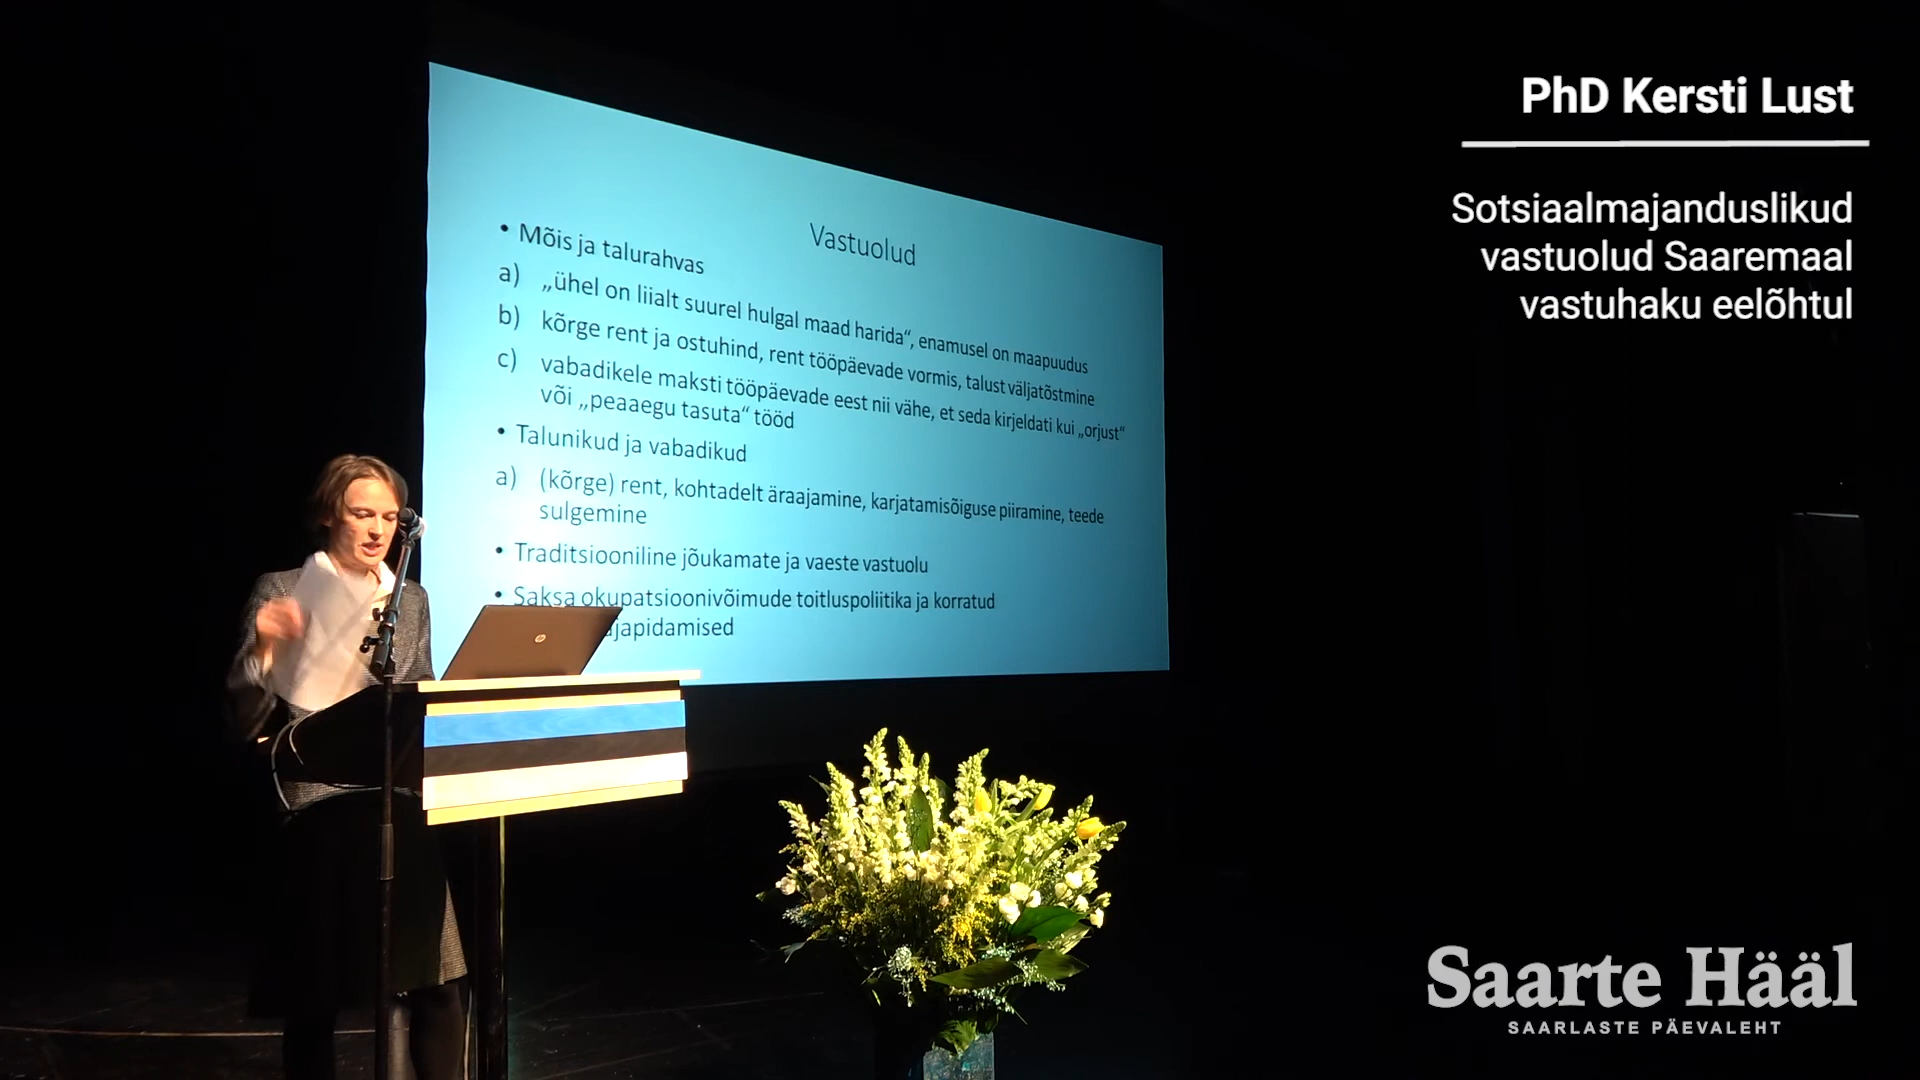 PhD Kersti Lust
Sotsiaalmajanduslikud
vastuolud Saaremaal
vastuhaku eelõhtul
Vastuolud
• Mõis ja talurahvas
a) „ühel on liialt suurel hulgal maad harida“, enamusel on maapuudus
b) kõrge rent ja ostuhind, rent tööpäevade vormis, talust väljatõstmine
c) vabadikele maksti tööpäevade eest nii vähe, et seda kirjeldati kui „orjust“
või „peaaegu tasuta“ tööd
• Talunikud ja vabadikud
a) (kõrge) rent, kohtadelt äraajamine, karjatamisõiguse piiramine, teede
sulgemine
• Traditsiooniline jõukamate ja vaeste vastuolu
• Saksa okupatsioonivõimude toitluspoliitika ja korratud
Saarte Hääl
SAARLASTE PÄEVALEHT